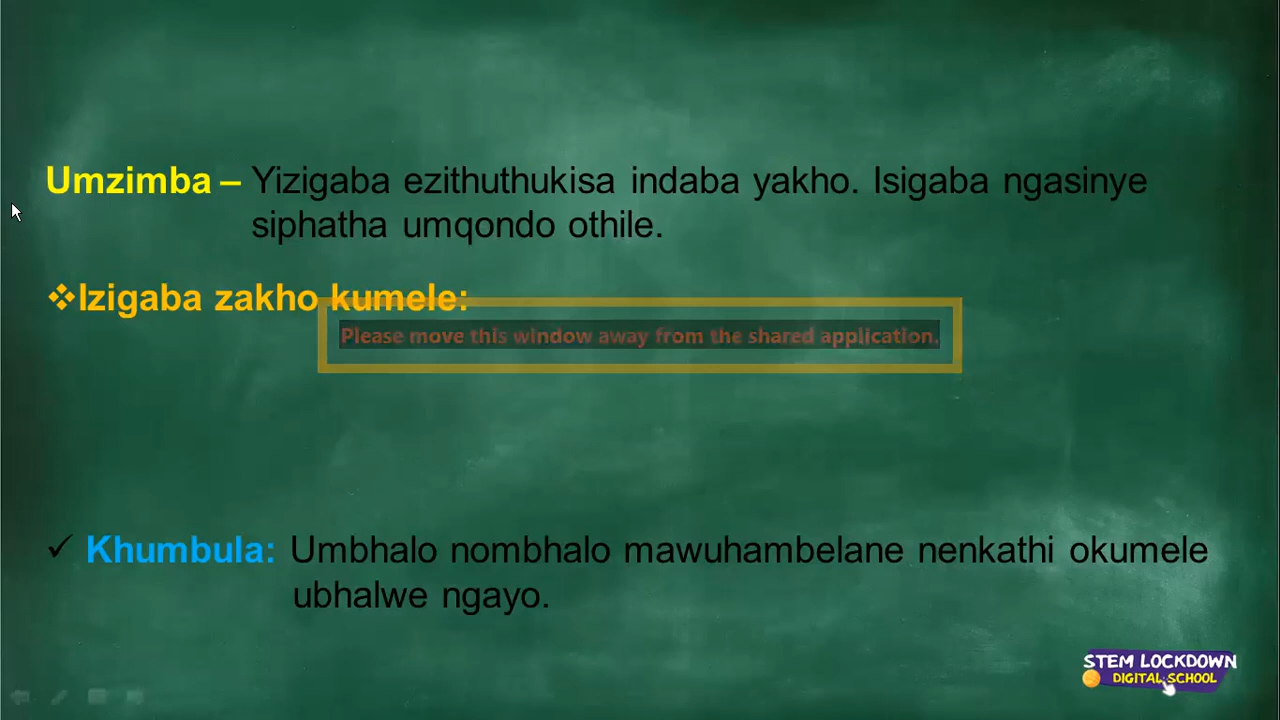 Umzimba – Yizigaba ezithuthukisa indaba yakho. Isigaba ngasinye
siphatha umqondo othile.
❖Izigaba zakho kumele:
Please move this window away from the shared application.
✓ Khumbula: Umbhalo nombhalo mawuhambelane nenkathi okumele
ubhalwe ngayo.
STEM LOCKDOWN
DIGITAL SCHOOL